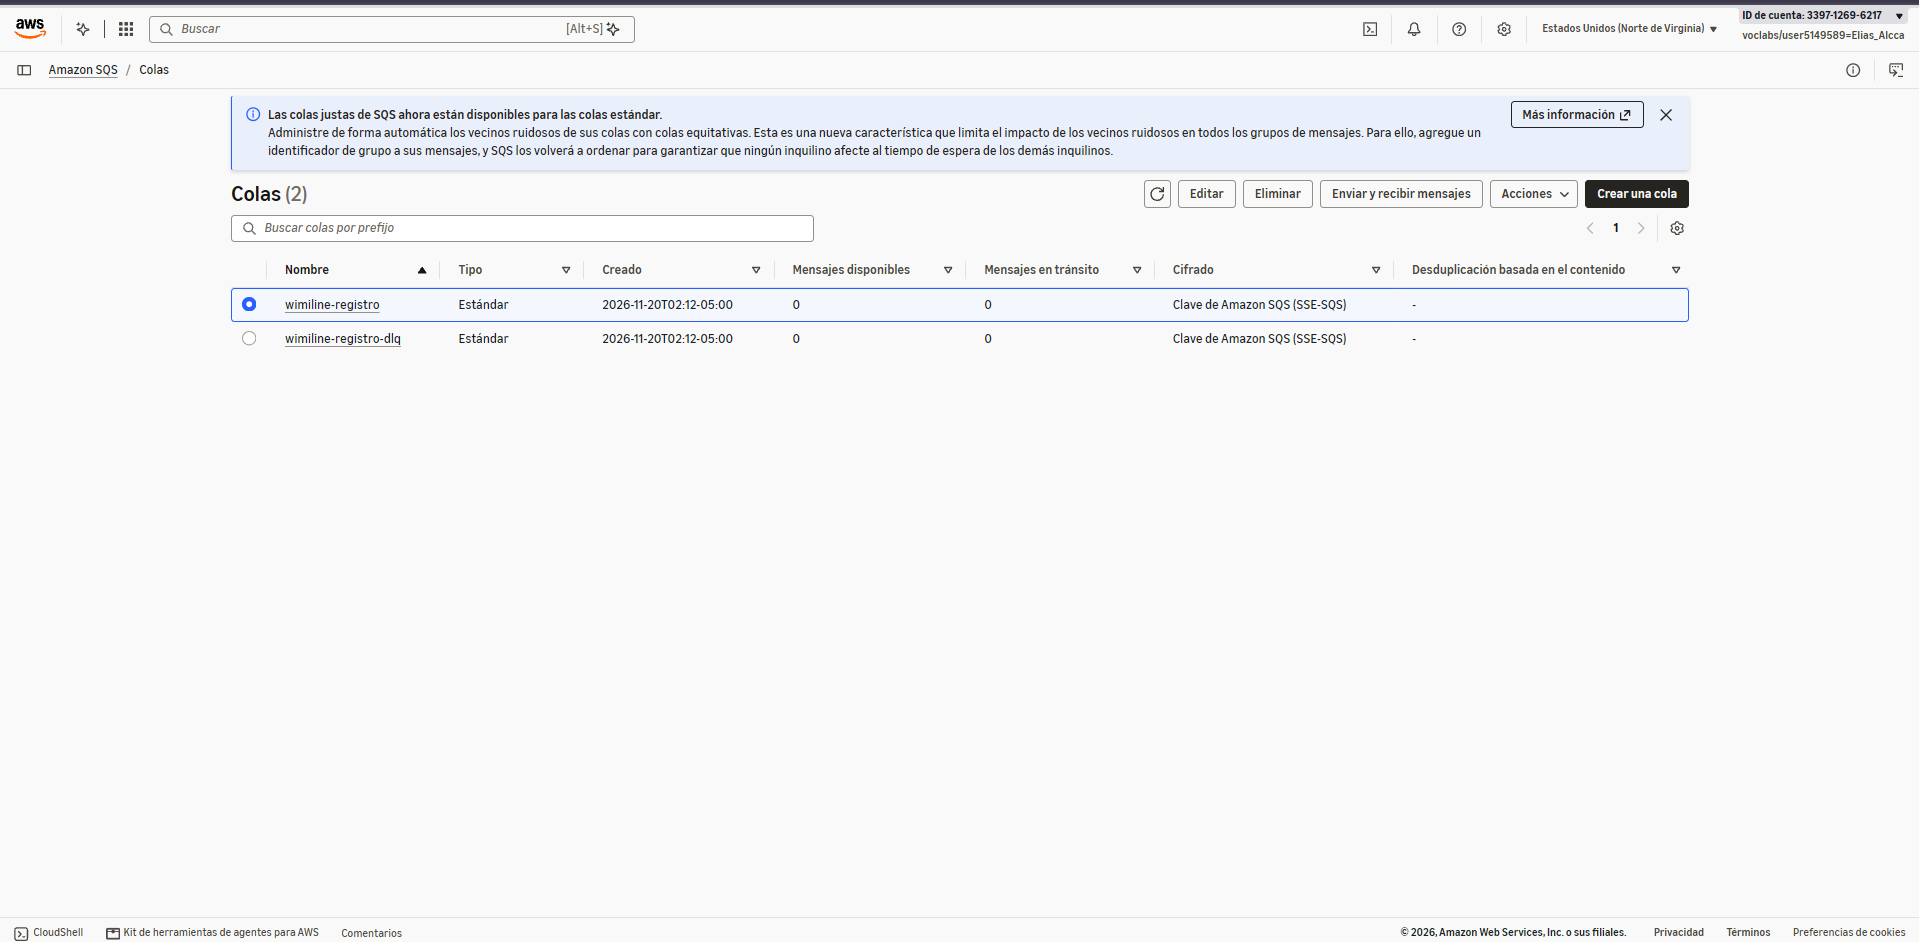 aws
Buscar [Alt+S]
Estados Unidos (Norte de Virginia)
ID de cuenta: 3397-1269-6217
voclabs/user5149589=Elias_Alcca
Amazon SQS / Colas
Las colas justas de SQS ahora están disponibles para las colas estándar.
Administre de forma automática los vecinos ruidosos de sus colas con colas equitativas. Esta es una nueva característica que limita el impacto de los vecinos ruidosos en todos los grupos de mensajes. Para ello, agregue un
identificador de grupo a sus mensajes, y SQS los volverá a ordenar para garantizar que ningún inquilino afecte al tiempo de espera de los demás inquilinos.
Más información
Colas (2)
Editar Eliminar Enviar y recibir mensajes Acciones Crear una cola
Buscar colas por prefijo
1
Nombre Tipo Creado Mensajes disponibles Mensajes en tránsito Cifrado Desduplicación basada en el contenido
wimiline-registro Estándar 2026-11-20T02:12-05:00 0 0 Clave de Amazon SQS (SSE-SQS) -
wimiline-registro-dlq Estándar 2026-11-20T02:12-05:00 0 0 Clave de Amazon SQS (SSE-SQS) -
CloudShell Kit de herramientas de agentes para AWS Comentarios © 2026, Amazon Web Services, Inc. o sus filiales. Privacidad Términos Preferencias de cookies